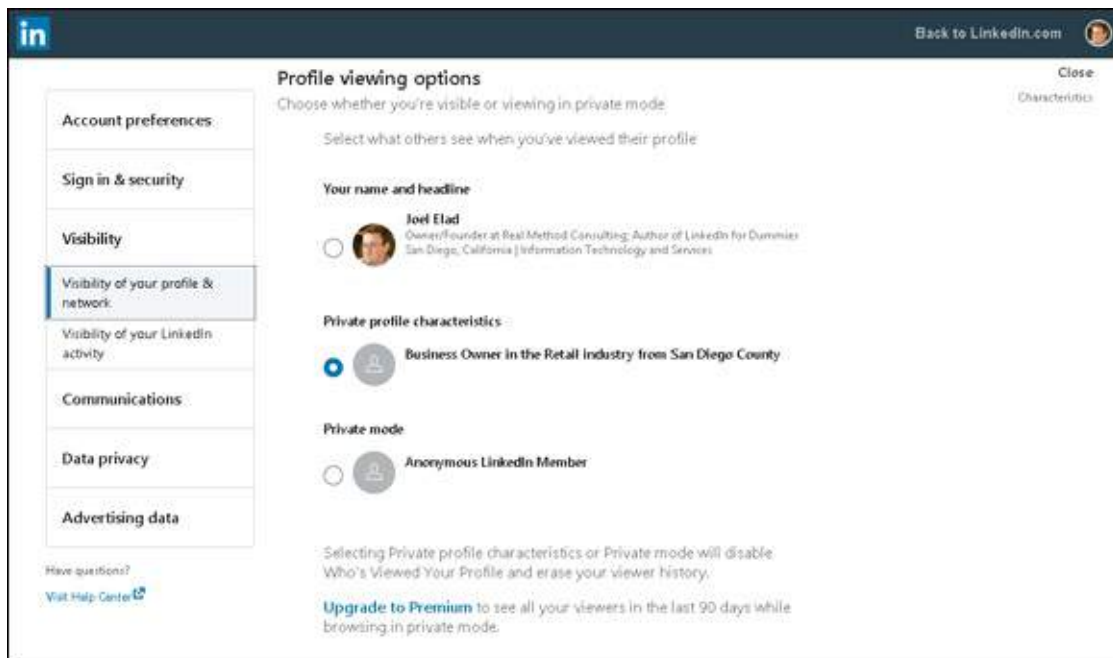 in
Back to LinkedIn.com
Profile viewing options
Close
Choose whether you're visible or viewing in private mode
Characteristics
Account preferences
Sign in & security
Visibility
Visibility of your profile &
network
Visibility of your LinkedIn
activity
Communications
Data privacy
Advertising data
Have questions?
Visit Help Center
Select what others see when you've viewed their profile
Your name and headline
Joel Elad
Owner/Founder at Real Method Consulting; Author of LinkedIn for Dummies
San Diego, California | Information Technology and Services
Private profile characteristics
Business Owner in the Retail industry from San Diego County
Private mode
Anonymous LinkedIn Member
Selecting Private profile characteristics or Private mode will disable
Who's Viewed Your Profile and erase your viewer history.
Upgrade to Premium to see all your viewers in the last 90 days while
browsing in private mode.